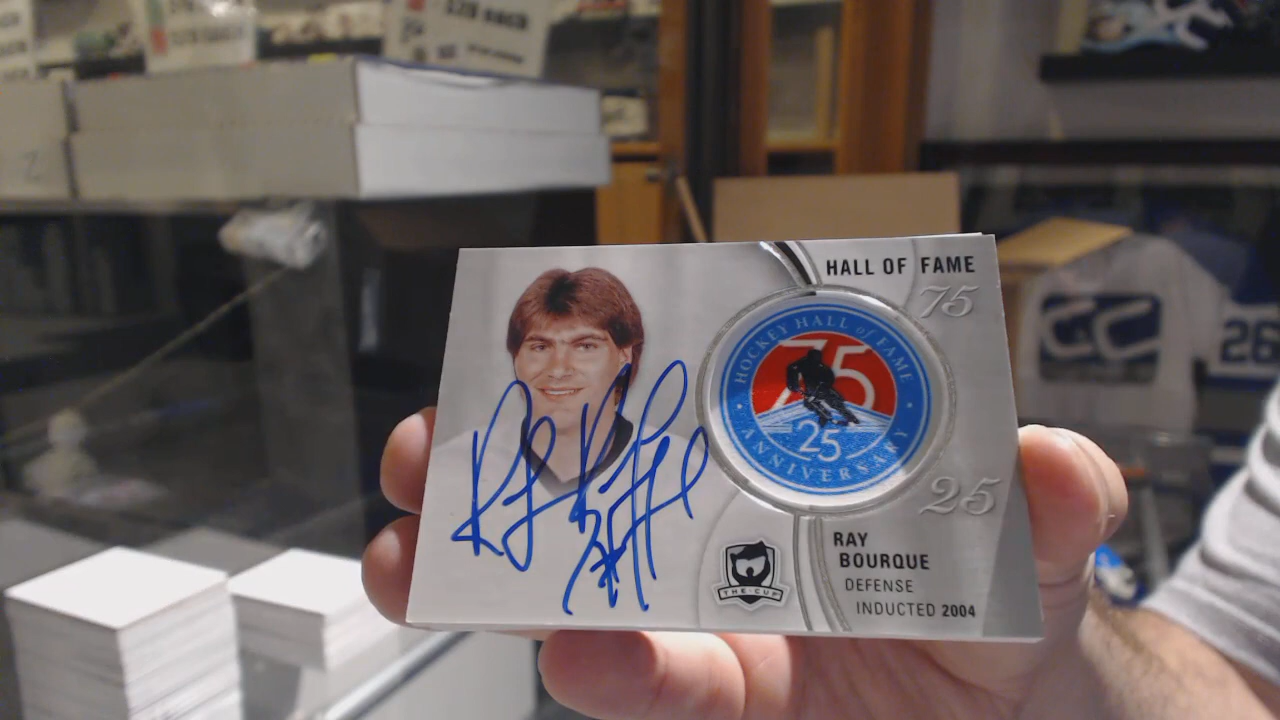 HALL OF FAME
75
HOCKEY HALL of FAME
75
25
ANNIVERSARY
25
RAY
BOURQUE
DEFENSE
INDUCTED 2004
THE CUP
26